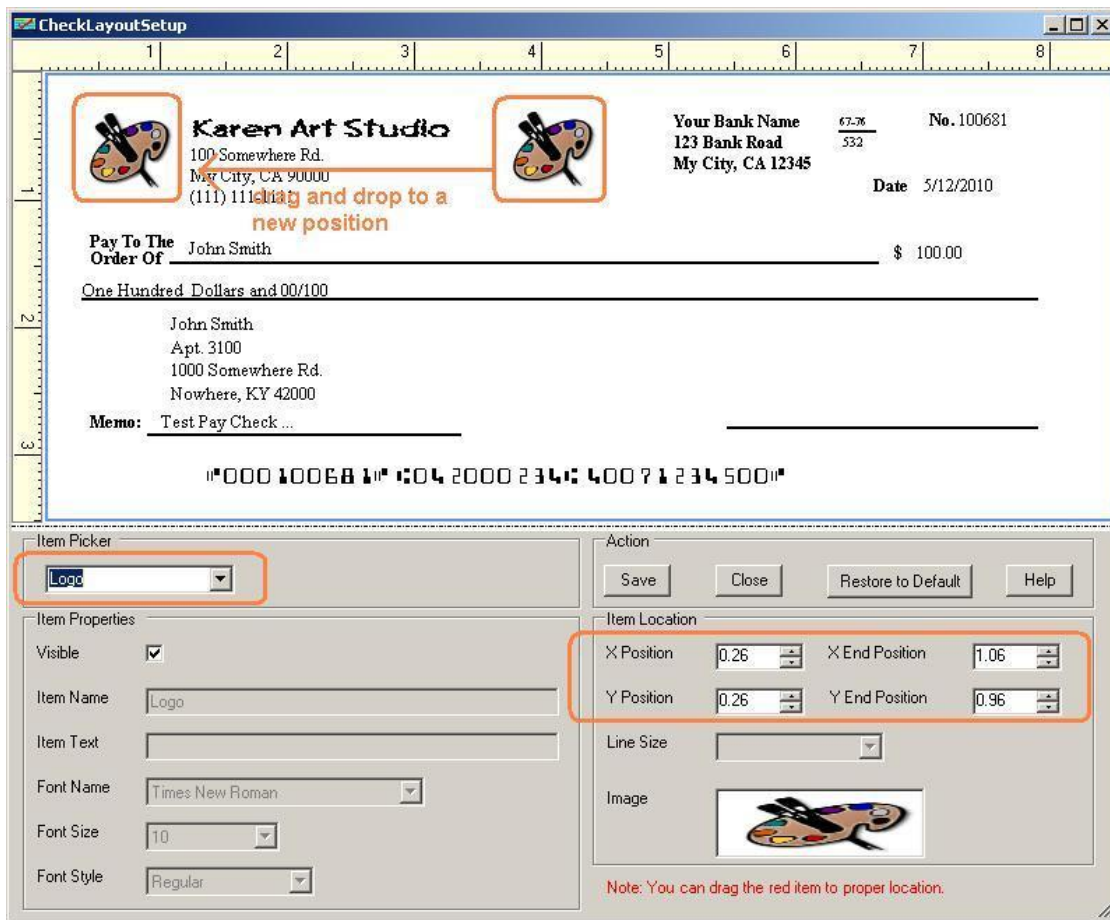 CheckLayoutSetup
1 2 3 4 5 6 7 8
1
2
3
Karen Art Studio
100 Somewhere Rd.
My City, CA 90000
(111) 111-1111
drag and drop to a
new position
Your Bank Name
123 Bank Road
My City, CA 12345
67-76
532
No. 100681
Date 5/12/2010
Pay To The
Order Of John Smith
$ 100.00
One Hundred Dollars and 00/100
John Smith
Apt. 3100
1000 Somewhere Rd.
Nowhere, KY 42000
Memo: Test Pay Check ...
⑈000100681⑈ ⑆042000234⑆ 40071234500⑈
Item Picker
Logo
Action
Save Close Restore to Default Help
Item Properties
Visible
Item Name Logo
Item Text
Font Name Times New Roman
Font Size 10
Font Style Regular
Item Location
X Position 0.26 X End Position 1.06
Y Position 0.26 Y End Position 0.96
Line Size
Image
Note: You can drag the red item to proper location.